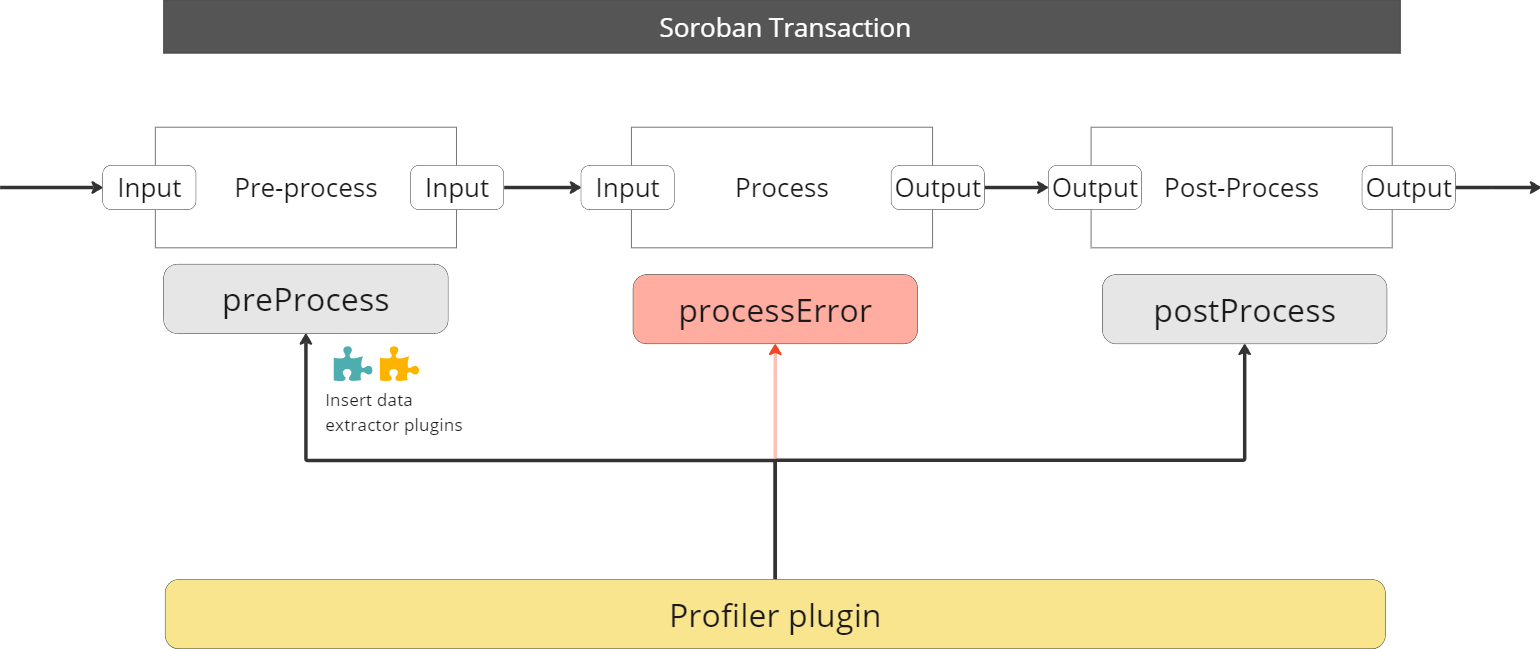 Soroban Transaction
Input
Pre-process
Input
Input
Process
Output
Output
Post-Process
Output
preProcess
processError
postProcess
Insert data
extractor plugins
Profiler plugin